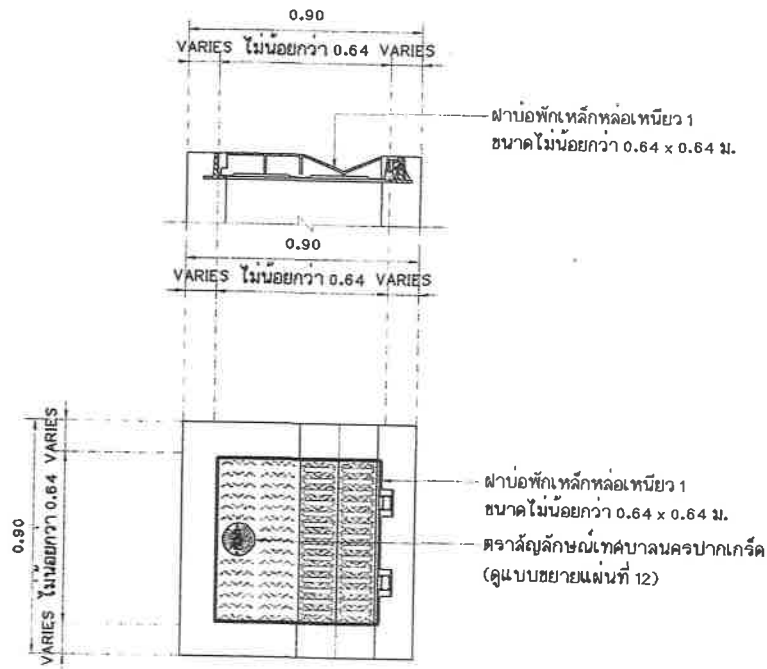 0.90
VARIES ไม่น้อยกว่า 0.64 VARIES
ฝาบ่อพักเหล็กหล่อเหนียว 1
ขนาดไม่น้อยกว่า 0.64 x 0.64 ม.
0.90
VARIES ไม่น้อยกว่า 0.64 VARIES
0.90
VARIES ไม่น้อยกว่า 0.64 VARIES
ฝาบ่อพักเหล็กหล่อเหนียว 1
ขนาดไม่น้อยกว่า 0.64 x 0.64 ม.
ตราสัญลักษณ์เทศบาลนครปากเกร็ด
(ดูแบบขยายแผ่นที่ 12)